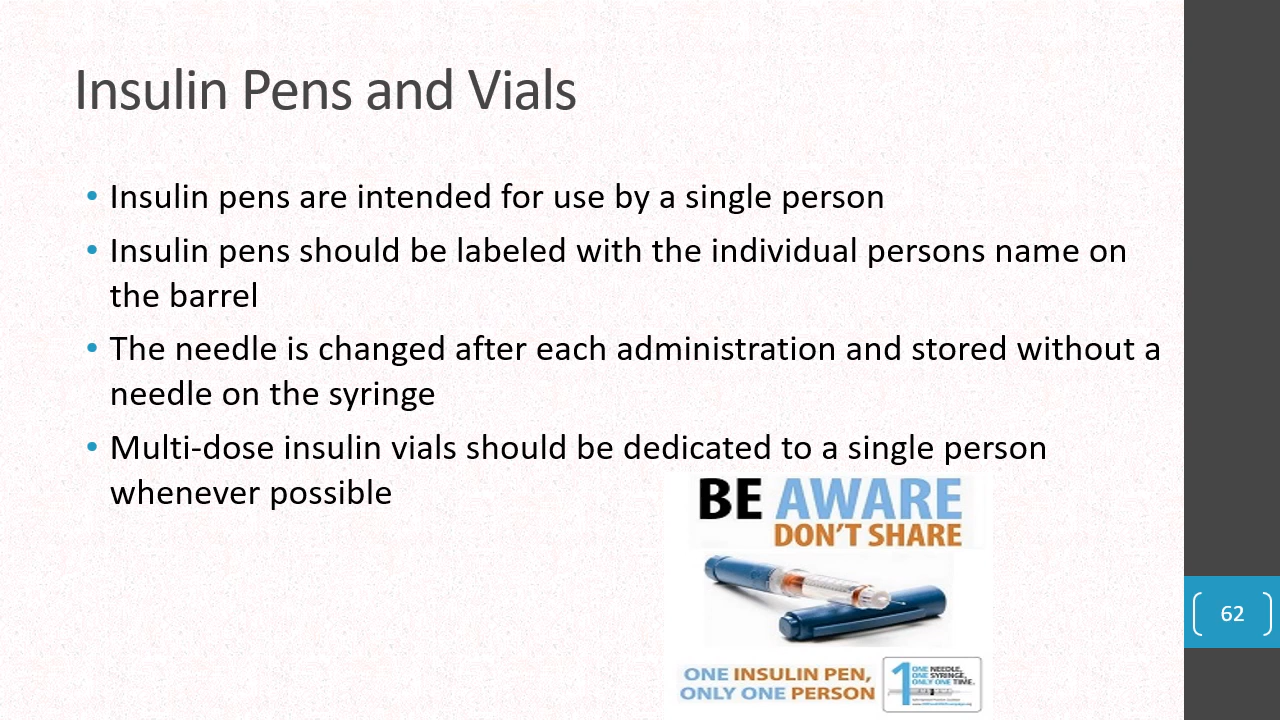 Insulin Pens and Vials
• Insulin pens are intended for use by a single person
• Insulin pens should be labeled with the individual persons name on
the barrel
• The needle is changed after each administration and stored without a
needle on the syringe
• Multi-dose insulin vials should be dedicated to a single person
whenever possible
BE AWARE
DON'T SHARE
ONE INSULIN PEN,
ONLY ONE PERSON
1 ONE NEEDLE,
ONE SYRINGE,
ONLY ONE TIME.
62